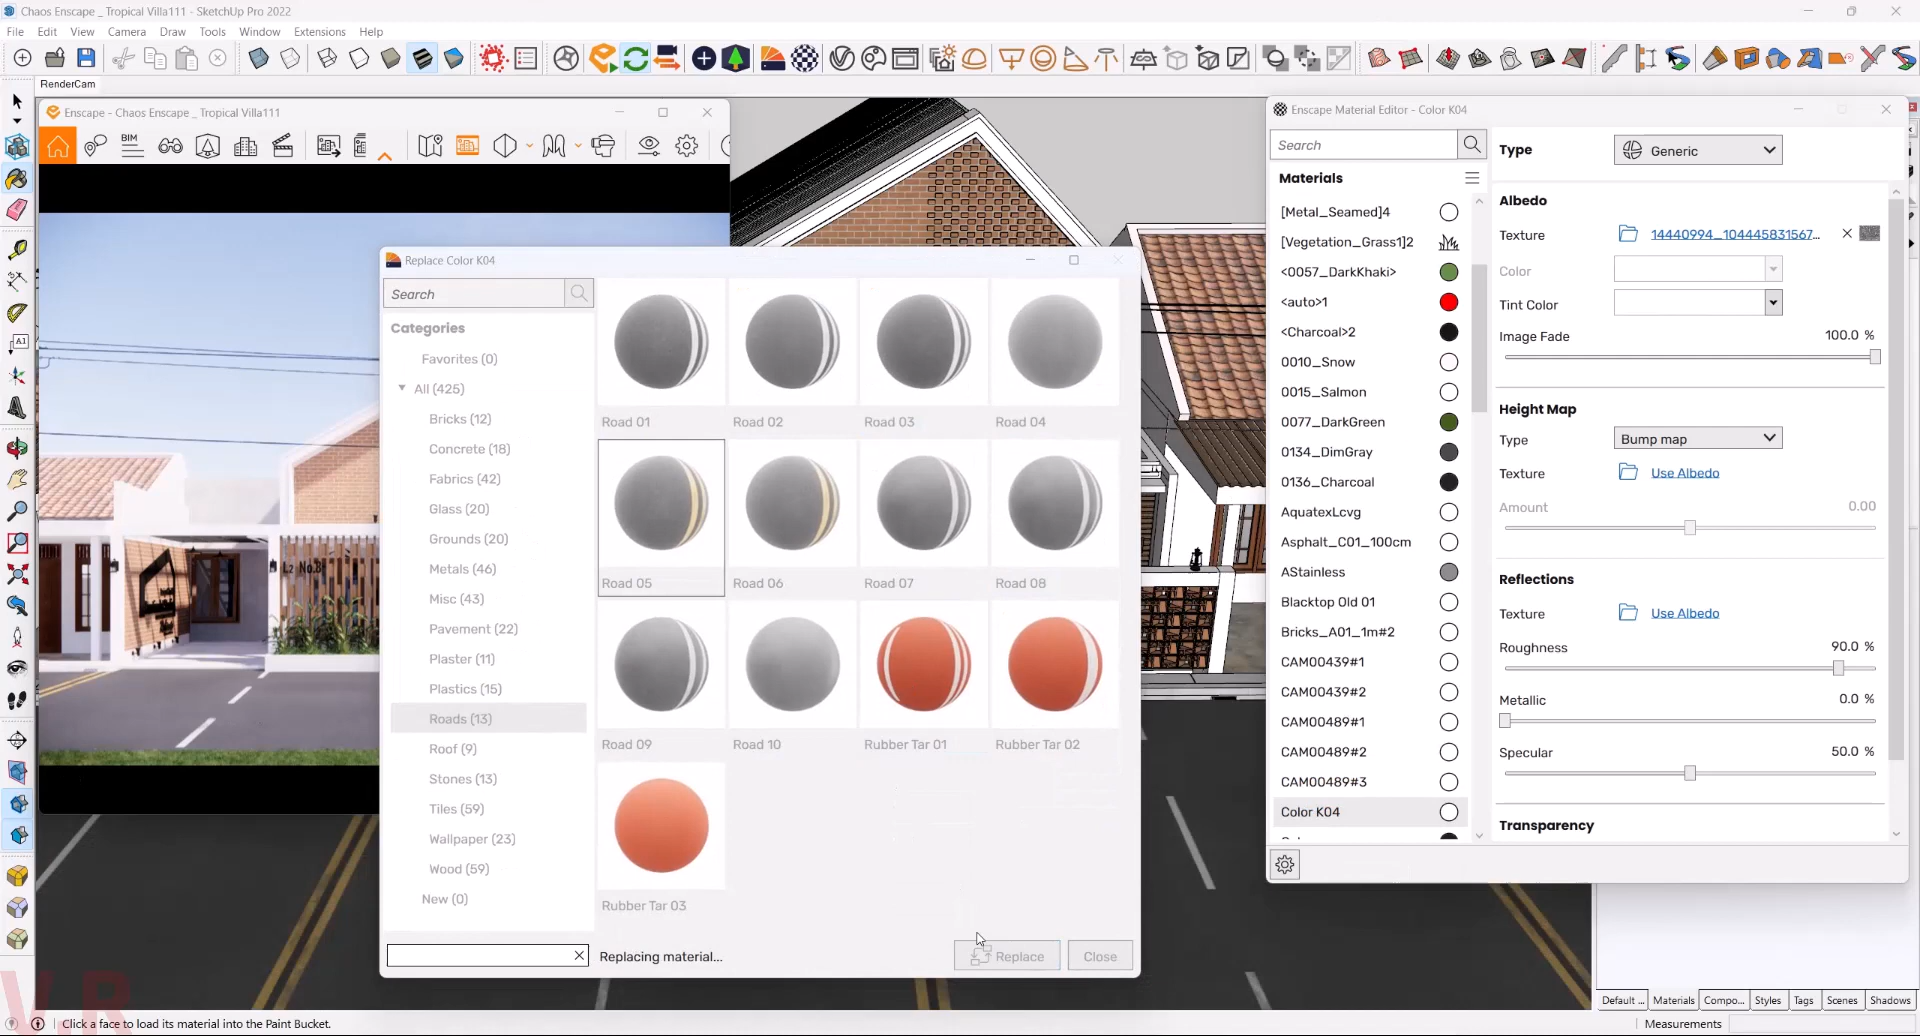 Chaos Enscape _ Tropical Villa111 - SketchUp Pro 2022
File Edit View Camera Draw Tools Window Extensions Help
RenderCam
Enscape - Chaos Enscape _ Tropical Villa111
BIM
Replace Color K04
Search
Categories
Favorites (0)
All (425)
Bricks (12)
Concrete (18)
Fabrics (42)
Glass (20)
Grounds (20)
Metals (46)
Misc (43)
Pavement (22)
Plaster (11)
Plastics (15)
Roads (13)
Roof (9)
Stones (13)
Tiles (59)
Wallpaper (23)
Wood (59)
New (0)
Road 01 Road 02 Road 03 Road 04
Road 05 Road 06 Road 07 Road 08
Road 09 Road 10 Rubber Tar 01 Rubber Tar 02
Rubber Tar 03
Replacing material...
Replace
Close
Enscape Material Editor - Color K04
Search
Materials
[Metal_Seamed]4
[Vegetation_Grass1]2
<0057_DarkKhaki>
<auto>1
<Charcoal>2
0010_Snow
0015_Salmon
0077_DarkGreen
0134_DimGray
0136_Charcoal
AquatexLcvg
Asphalt_C01_100cm
AStainless
Blacktop Old 01
Bricks_A01_1m#2
CAM00439#1
CAM00439#2
CAM00489#1
CAM00489#2
CAM00489#3
Color K04
Type Generic
Albedo
Texture 14440994_104445831567...
Color
Tint Color
Image Fade 100.0 %
Height Map
Type Bump map
Texture Use Albedo
Amount 0.00
Reflections
Texture Use Albedo
Roughness 90.0 %
Metallic 0.0 %
Specular 50.0 %
Transparency
Default ... Materials Compo... Styles Tags Scenes Shadows
V.R
Click a face to load its material into the Paint Bucket.
Measurements